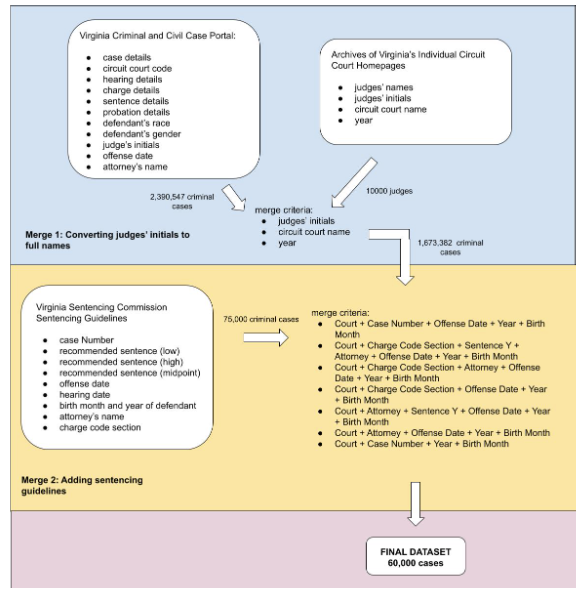 Virginia Criminal and Civil Case Portal:
● case details
● circuit court code
● hearing details
● charge details
● sentence details
● probation details
● defendant's race
● defendant's gender
● judge's initials
● offense date
● attorney's name
Archives of Virginia's Individual Circuit
Court Homepages
● judges' names
● judges' initials
● circuit court name
● year
2,390,547 criminal
cases
10000 judges
merge criteria:
● judges' initials
● circuit court name
● year
Merge 1: Converting judges' initials to
full names
1,673,382 criminal
cases
Virginia Sentencing Commission
Sentencing Guidelines
● case Number
● recommended sentence (low)
● recommended sentence (high)
● recommended sentence (midpoint)
● offense date
● hearing date
● birth month and year of defendant
● attorney's name
● charge code section
75,000 criminal cases
merge criteria:
● Court + Case Number + Offense Date + Year + Birth
Month
● Court + Charge Code Section + Sentence Y +
Attorney + Offense Date + Year + Birth Month
● Court + Charge Code Section + Attorney + Offense
Date + Year + Birth Month
● Court + Charge Code Section + Offense Date + Year
+ Birth Month
● Court + Attorney + Sentence Y + Offense Date + Year
+ Birth Month
● Court + Attorney + Offense Date + Year + Birth Month
● Court + Case Number + Year + Birth Month
Merge 2: Adding sentencing
guidelines
FINAL DATASET
60,000 cases